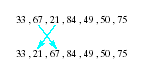 33 , 67 , 21 , 84 , 49 , 50 , 75
33 , 21 , 67 , 84 , 49 , 50 , 75